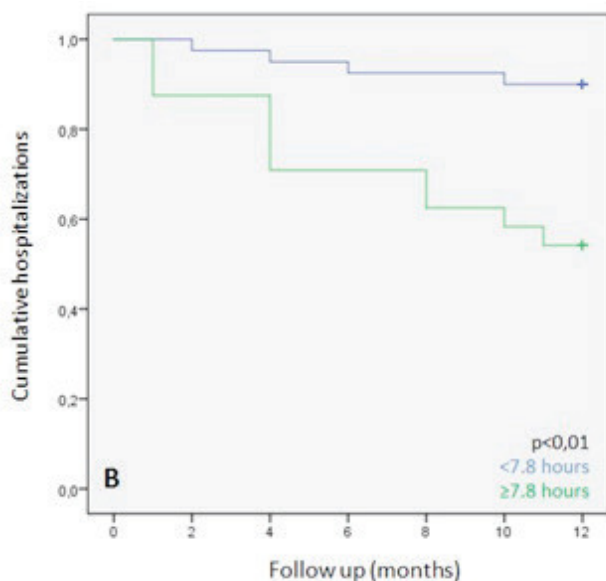 Cumulative hospitalizations
1,0
0,8
0,6
0,4
0,2
0,0
B
p<0,01
<7.8 hours
≥7.8 hours
0 2 4 6 8 10 12
Follow up (months)